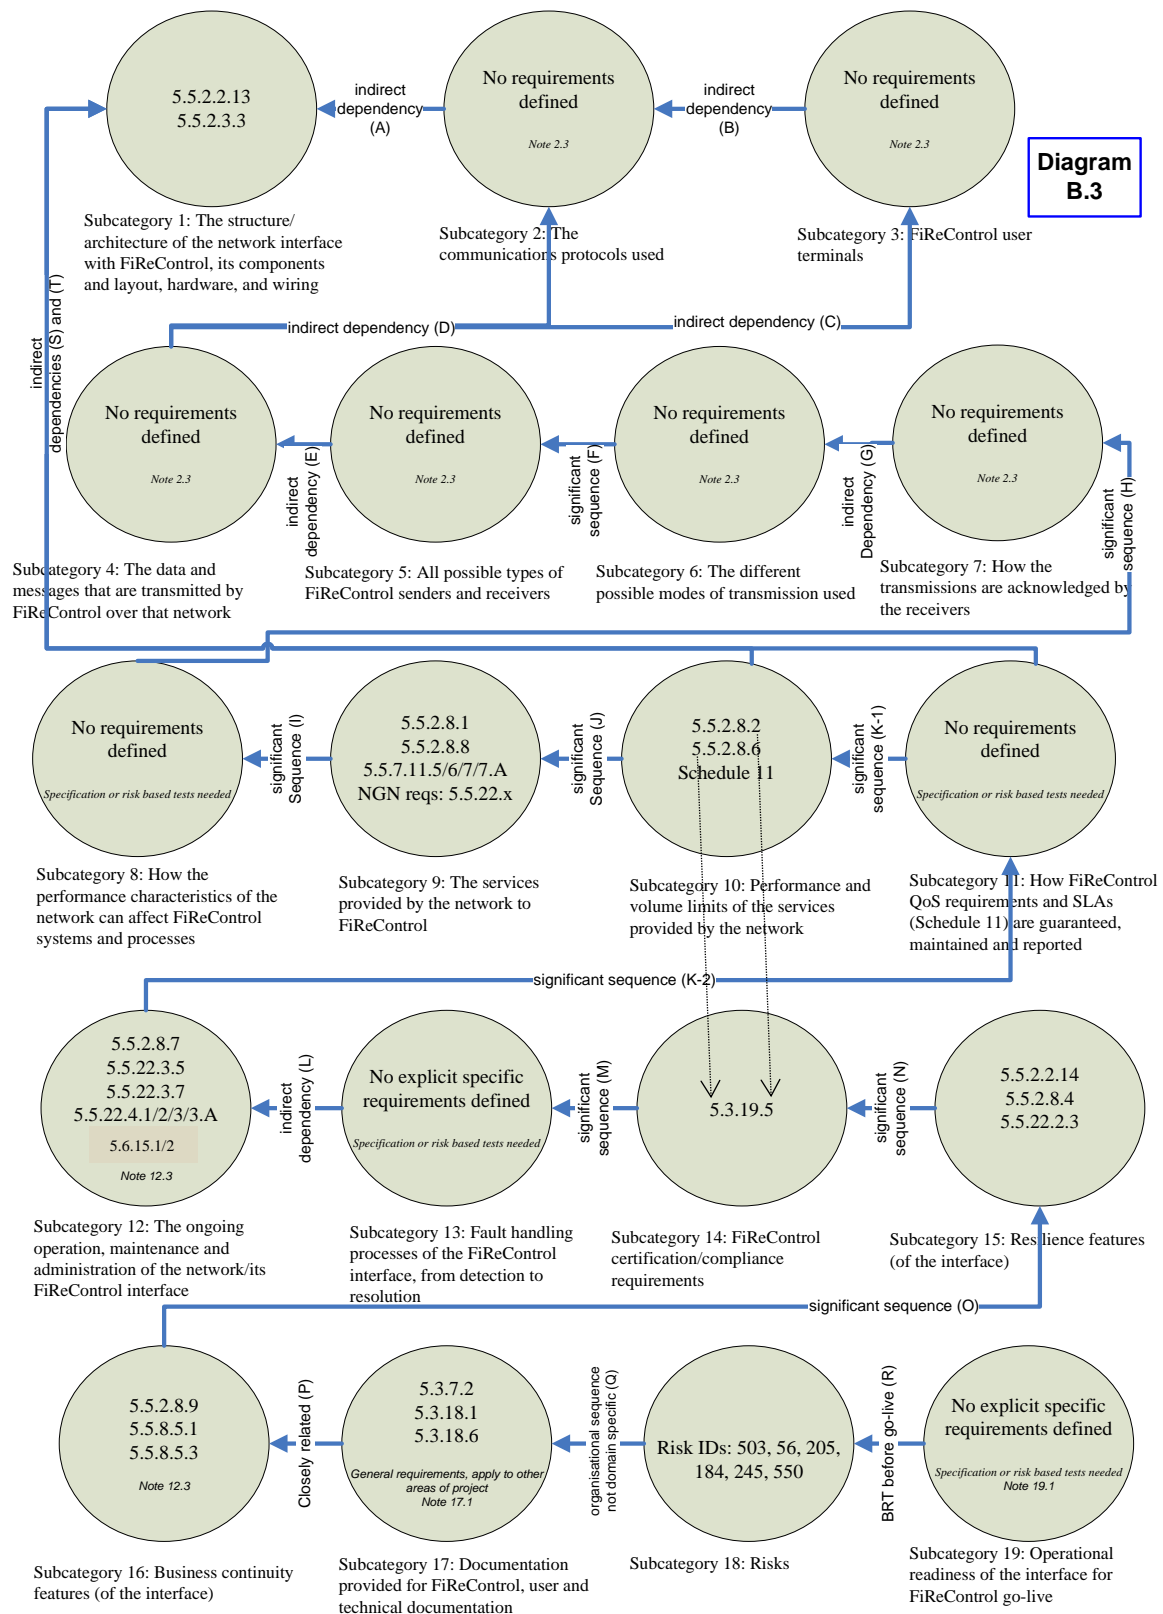 5.5.2.2.13
5.5.2.3.3
indirect
dependency
(A)
No requirements
defined
Note 2.3
indirect
dependency
(B)
No requirements
defined
Note 2.3
Diagram
B.3
Subcategory 1: The structure/
architecture of the network interface
with FiReControl, its components
and layout, hardware, and wiring
Subcategory 2: The
communications protocols used
Subcategory 3: FiReControl user
terminals
indirect
dependencies (S) and (T)
indirect dependency (D)
indirect dependency (C)
No requirements
defined
Note 2.3
indirect
dependency (E)
No requirements
defined
Note 2.3
significant
sequence (F)
No requirements
defined
Note 2.3
indirect
Dependency (G)
No requirements
defined
Note 2.3
significant
sequence (H)
Subcategory 4: The data and
messages that are transmitted by
FiReControl over that network
Subcategory 5: All possible types of
FiReControl senders and receivers
Subcategory 6: The different
possible modes of transmission used
Subcategory 7: How the
transmissions are acknowledged by
the receivers
No requirements
defined
Specification or risk based tests needed
significant
Sequence (I)
5.5.2.8.1
5.5.2.8.8
5.5.7.11.5/6/7/7.A
NGN reqs: 5.5.22.x
significant
Sequence (J)
5.5.2.8.2
5.5.2.8.6
Schedule 11
significant
sequence (K-1)
No requirements
defined
Specification or risk based tests needed
Subcategory 8: How the
performance characteristics of the
network can affect FiReControl
systems and processes
Subcategory 9: The services
provided by the network to
FiReControl
Subcategory 10: Performance and
volume limits of the services
provided by the network
Subcategory 11: How FiReControl
QoS requirements and SLAs
(Schedule 11) are guaranteed,
maintained and reported
significant sequence (K-2)
5.5.2.8.7
5.5.22.3.5
5.5.22.3.7
5.5.22.4.1/2/3/3.A
5.6.15.1/2
Note 12.3
indirect
dependency (L)
No explicit specific
requirements defined
Specification or risk based tests needed
significant
sequence (M)
5.3.19.5
significant
sequence (N)
5.5.2.2.14
5.5.2.8.4
5.5.22.2.3
Subcategory 12: The ongoing
operation, maintenance and
administration of the network/its
FiReControl interface
Subcategory 13: Fault handling
processes of the FiReControl
interface, from detection to
resolution
Subcategory 14: FiReControl
certification/compliance
requirements
Subcategory 15: Resilience features
(of the interface)
significant sequence (O)
5.5.2.8.9
5.5.8.5.1
5.5.8.5.3
Note 12.3
Closely related (P)
5.3.7.2
5.3.18.1
5.3.18.6
General requirements, apply to other
areas of project
Note 17.1
organisational sequence
not domain specific (Q)
Risk IDs: 503, 56, 205,
184, 245, 550
BRT before go-live (R)
No explicit specific
requirements defined
Specification or risk based tests needed
Note 19.1
Subcategory 16: Business continuity
features (of the interface)
Subcategory 17: Documentation
provided for FiReControl, user and
technical documentation
Subcategory 18: Risks
Subcategory 19: Operational
readiness of the interface for
FiReControl go-live